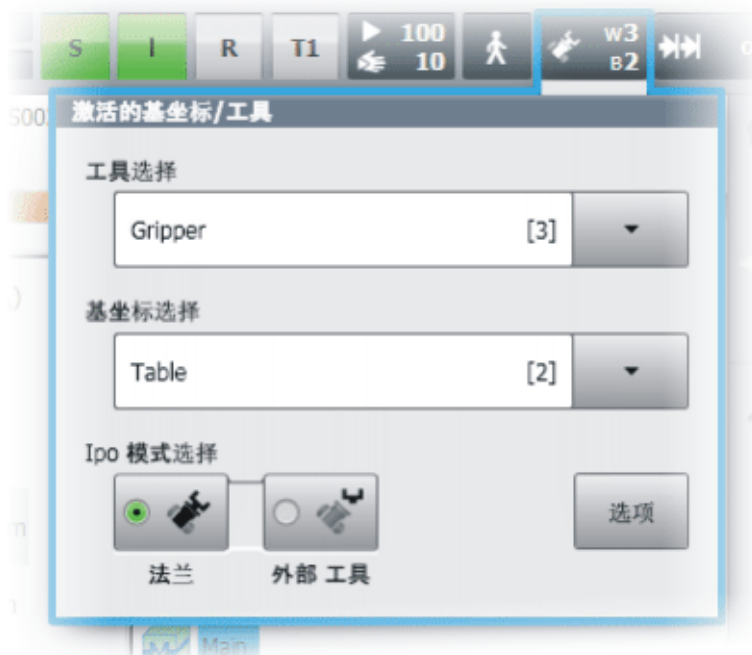 S I R T1 100 10 W3 B2
激活的基坐标/工具
工具选择
Gripper [3]
基坐标选择
Table [2]
Ipo 模式选择
选项
法兰 外部 工具
Main